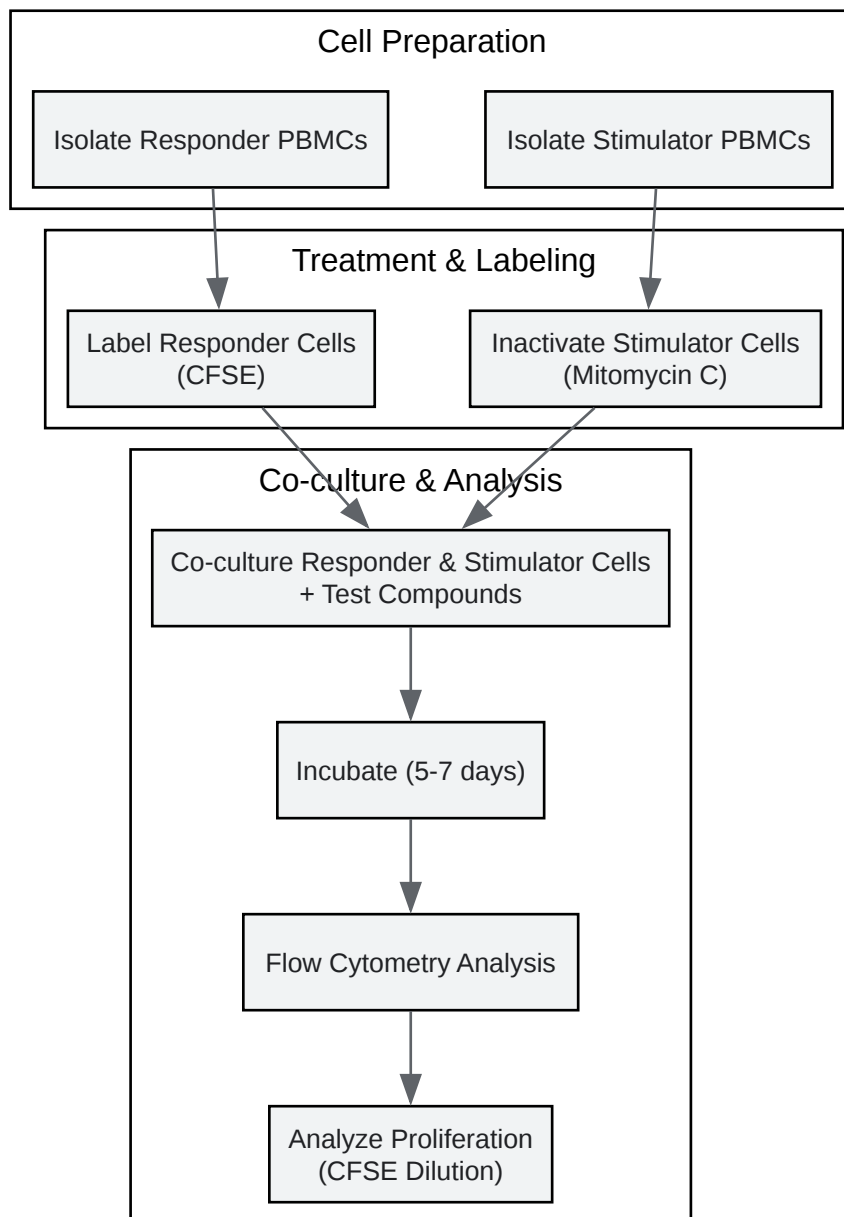 Cell Preparation
Isolate Responder PBMCs
Isolate Stimulator PBMCs
Treatment & Labeling
Label Responder Cells
(CFSE)
Inactivate Stimulator Cells
(Mitomycin C)
Co-culture & Analysis
Co-culture Responder & Stimulator Cells
+ Test Compounds
Incubate (5-7 days)
Flow Cytometry Analysis
Analyze Proliferation
(CFSE Dilution)